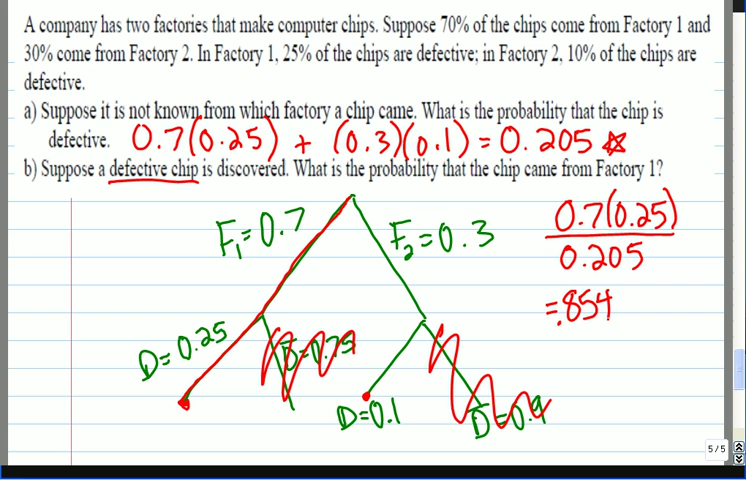 A company has two factories that make computer chips. Suppose 70% of the chips come from Factory 1 and
30% come from Factory 2. In Factory 1, 25% of the chips are defective; in Factory 2, 10% of the chips are
defective.
a) Suppose it is not known from which factory a chip came. What is the probability that the chip is
defective. 0.7(0.25) + (0.3)(0.1) = 0.205
b) Suppose a defective chip is discovered. What is the probability that the chip came from Factory 1?
F₁=0.7
F₂=0.3
0.7(0.25)
0.205
=.854
D=0.25
D̅=0.75
D=0.1
D̅=0.9
5/5